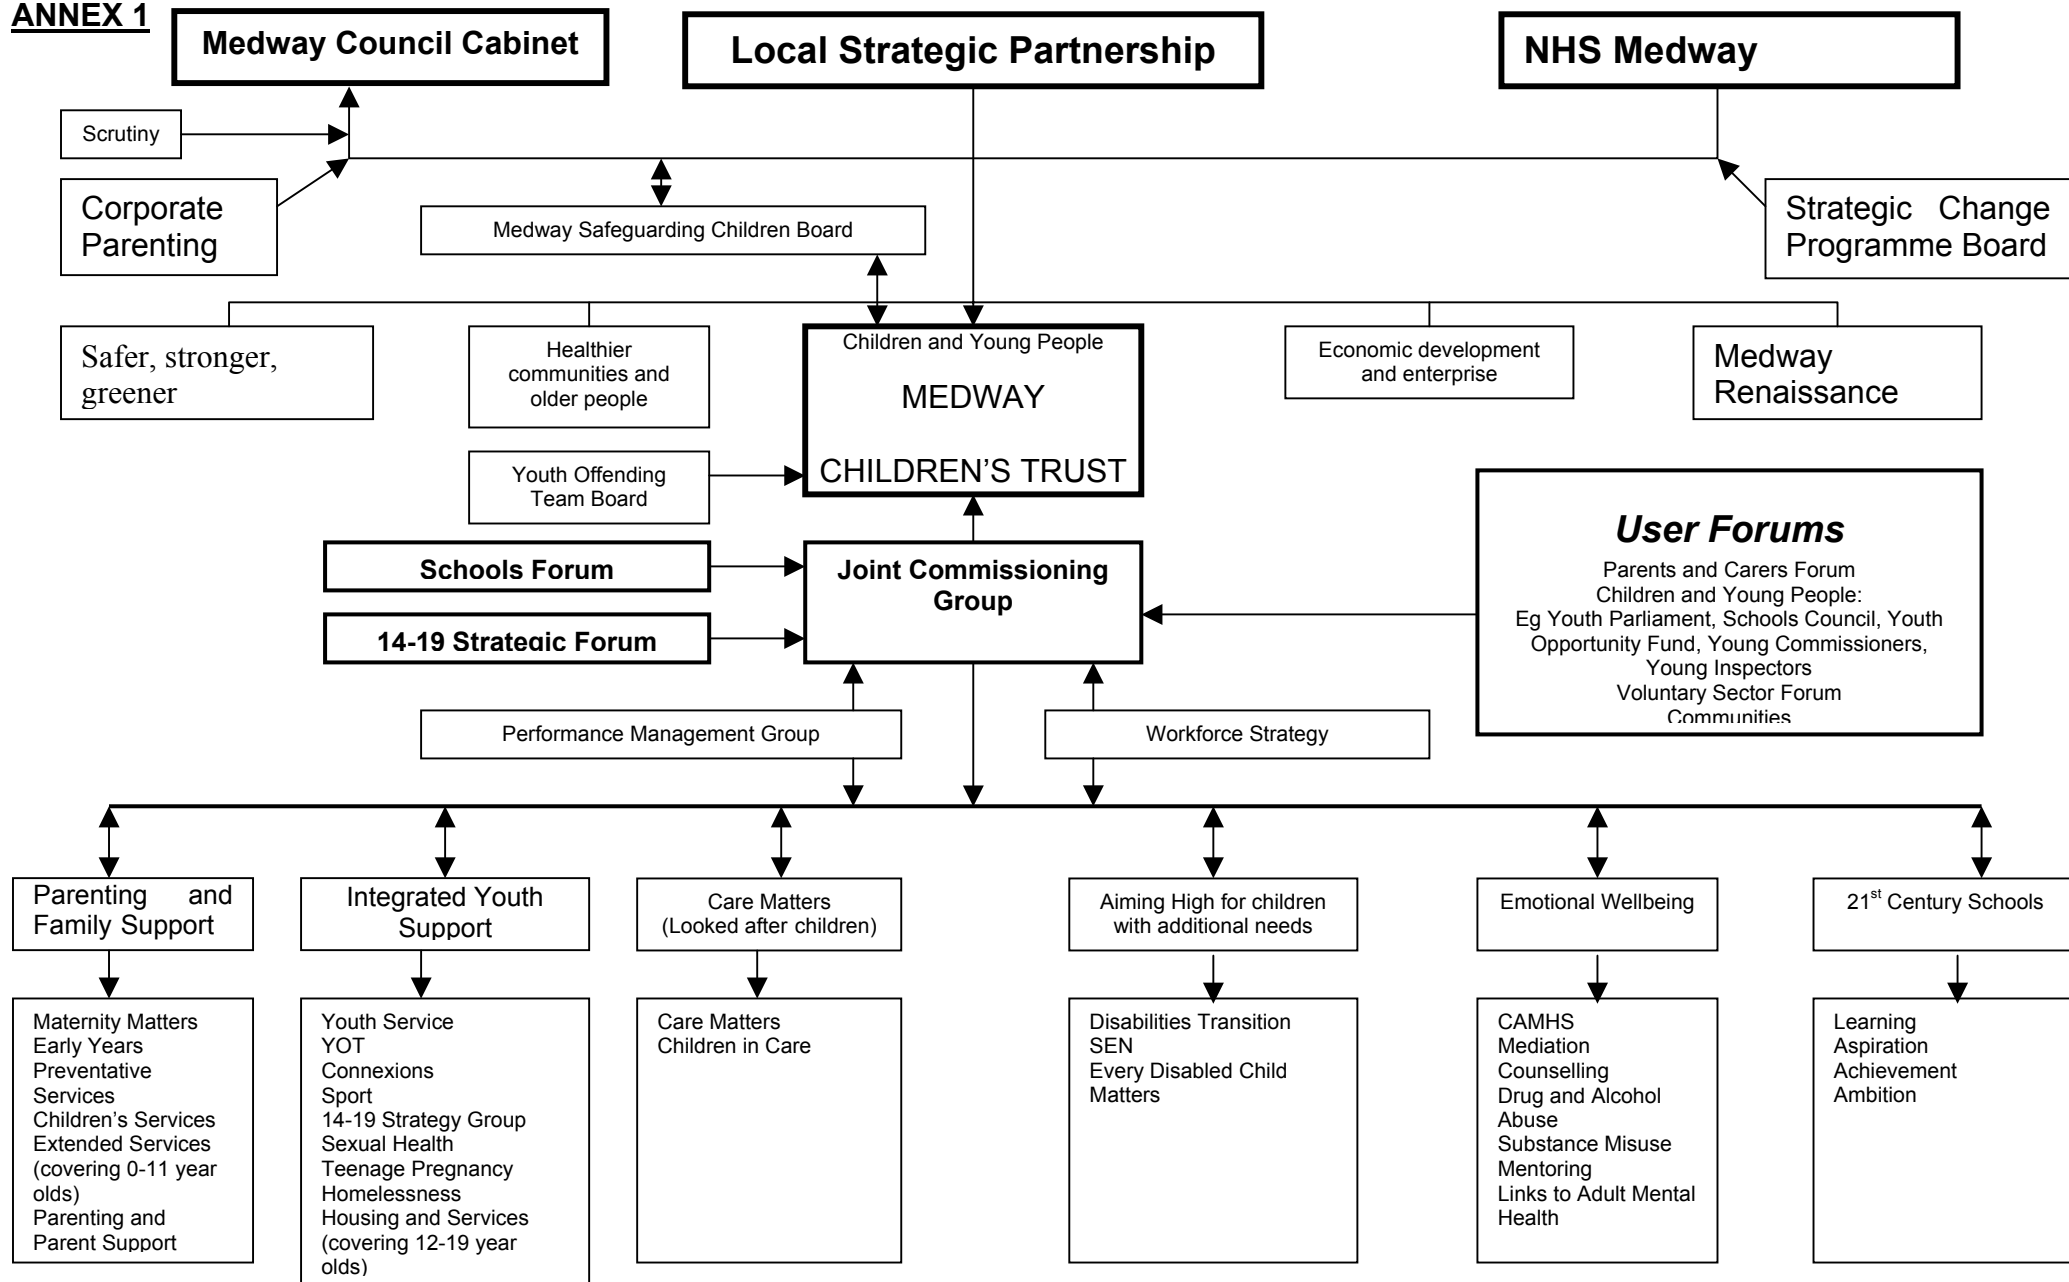 ANNEX 1
Medway Council Cabinet
Local Strategic Partnership
NHS Medway
Scrutiny
Corporate
Parenting
Medway Safeguarding Children Board
Strategic Change
Programme Board
Safer, stronger,
greener
Healthier
communities and
older people
Children and Young People
MEDWAY
CHILDREN'S TRUST
Economic development
and enterprise
Medway
Renaissance
Youth Offending
Team Board
Schools Forum
14-19 Strategic Forum
Joint Commissioning
Group
User Forums
Parents and Carers Forum
Children and Young People:
Eg Youth Parliament, Schools Council, Youth
Opportunity Fund, Young Commissioners,
Young Inspectors
Voluntary Sector Forum
Communities
Performance Management Group
Workforce Strategy
Parenting and
Family Support
Integrated Youth
Support
Care Matters
(Looked after children)
Aiming High for children
with additional needs
Emotional Wellbeing
21st Century Schools
Maternity Matters
Early Years
Preventative
Services
Children's Services
Extended Services
(covering 0-11 year
olds)
Parenting and
Parent Support
Youth Service
YOT
Connexions
Sport
14-19 Strategy Group
Sexual Health
Teenage Pregnancy
Homelessness
Housing and Services
(covering 12-19 year
olds)
Care Matters
Children in Care
Disabilities Transition
SEN
Every Disabled Child
Matters
CAMHS
Mediation
Counselling
Drug and Alcohol
Abuse
Substance Misuse
Mentoring
Links to Adult Mental
Health
Learning
Aspiration
Achievement
Ambition